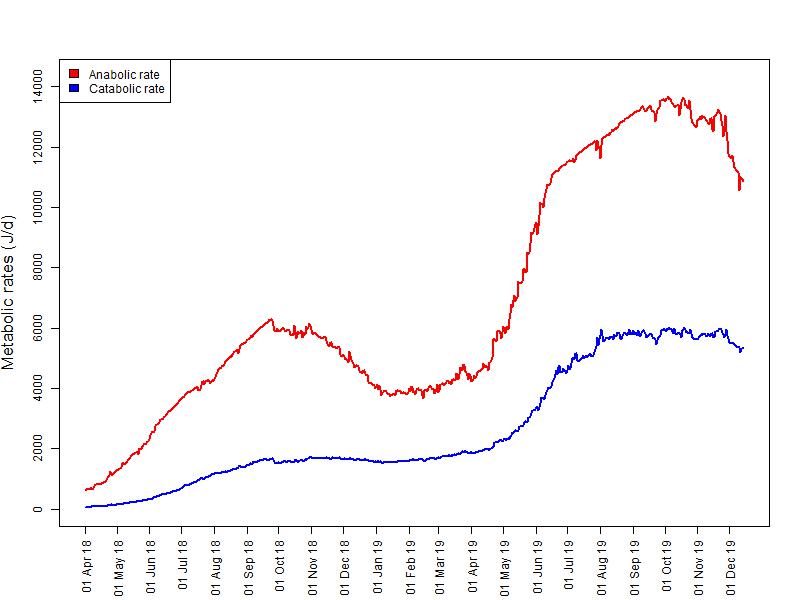 Anabolic rate
Catabolic rate
Metabolic rates (J/d)
14000
12000
10000
8000
6000
4000
2000
0
01 Apr 18
01 May 18
01 Jun 18
01 Jul 18
01 Aug 18
01 Sep 18
01 Oct 18
01 Nov 18
01 Dec 18
01 Jan 19
01 Feb 19
01 Mar 19
01 Apr 19
01 May 19
01 Jun 19
01 Jul 19
01 Aug 19
01 Sep 19
01 Oct 19
01 Nov 19
01 Dec 19